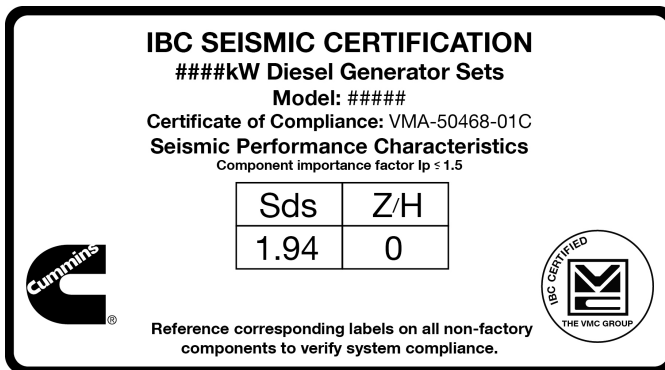 IBC SEISMIC CERTIFICATION
####kW Diesel Generator Sets
Model: #####
Certificate of Compliance: VMA-50468-01C
Seismic Performance Characteristics
Component importance factor Ip ≤ 1.5
Sds Z/H
1.94 0
Cummins
®
IBC CERTIFIED
THE VMC GROUP
Reference corresponding labels on all non-factory
components to verify system compliance.